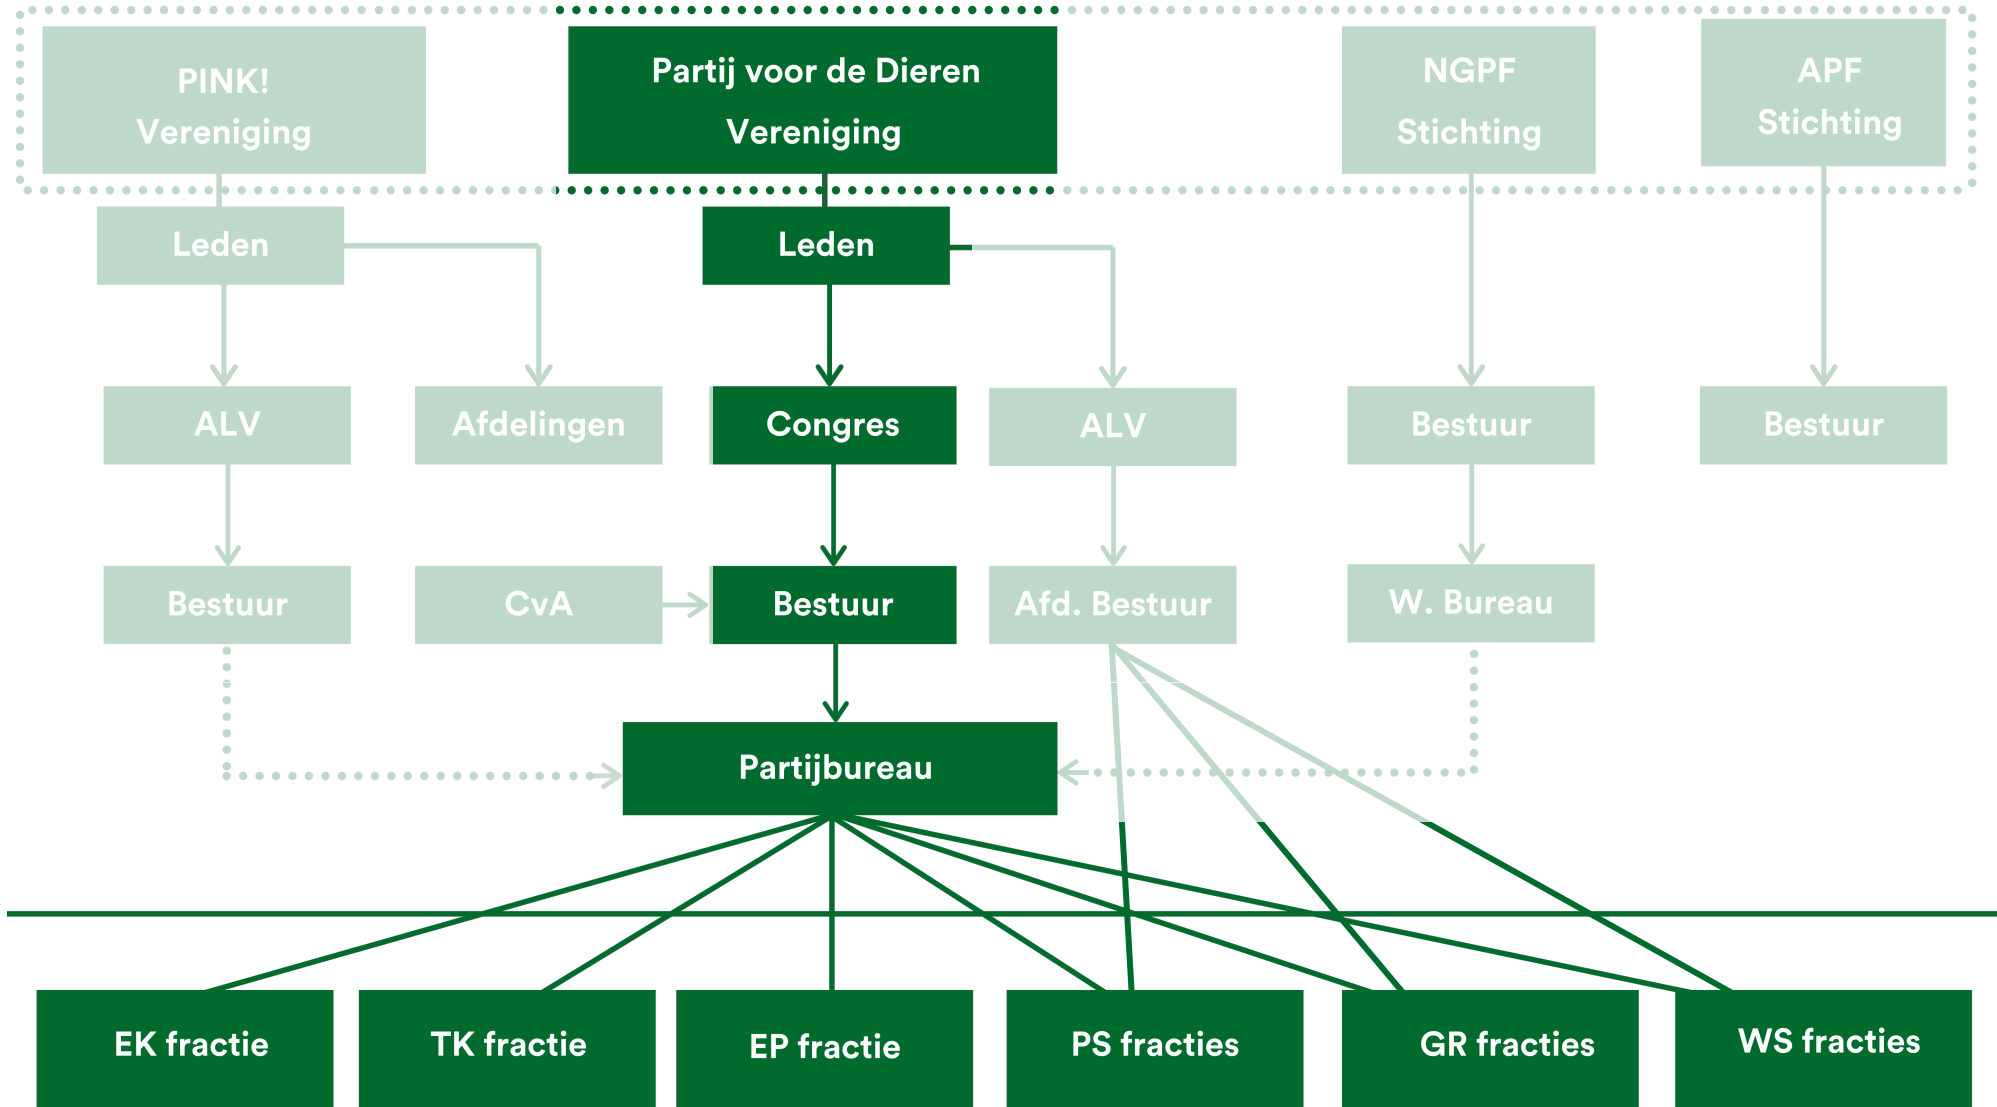 PINK!
Vereniging
Partij voor de Dieren
Vereniging
NGPF
Stichting
APF
Stichting
Leden
Leden
ALV
Afdelingen
Congres
ALV
Bestuur
Bestuur
Bestuur
CvA
Bestuur
Afd. Bestuur
W. Bureau
Partijbureau
EK fractie
TK fractie
EP fractie
PS fracties
GR fracties
WS fracties